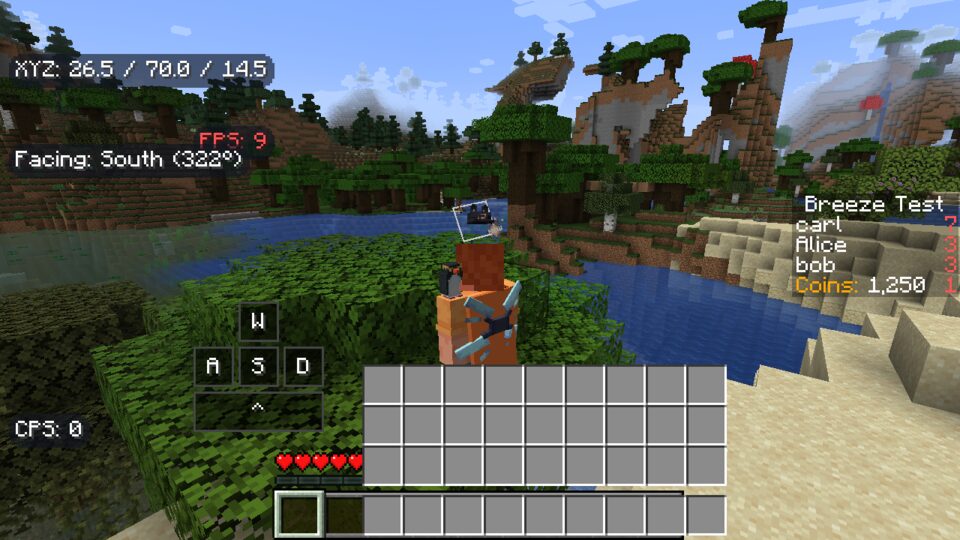 XYZ: 26.5 / 70.0 / 14.5
FPS: 9
Facing: South (322°)
Breeze Test
carl 7
Alice 3
bob 3
Coins: 1,250 1
W
A S D
^
CPS: 0